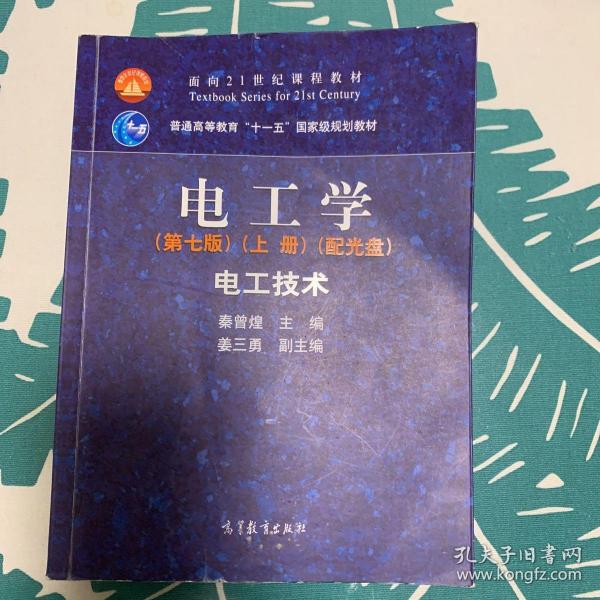 面向21世纪课程教材
Textbook Series for 21st Century
十一五
普通高等教育“十一五”国家级规划教材
电工学
(第七版)(上 册)(配光盘)
电工技术
秦曾煌 主 编
姜三勇 副主编
高等教育出版社
孔夫子旧书网
www.kongfz.com